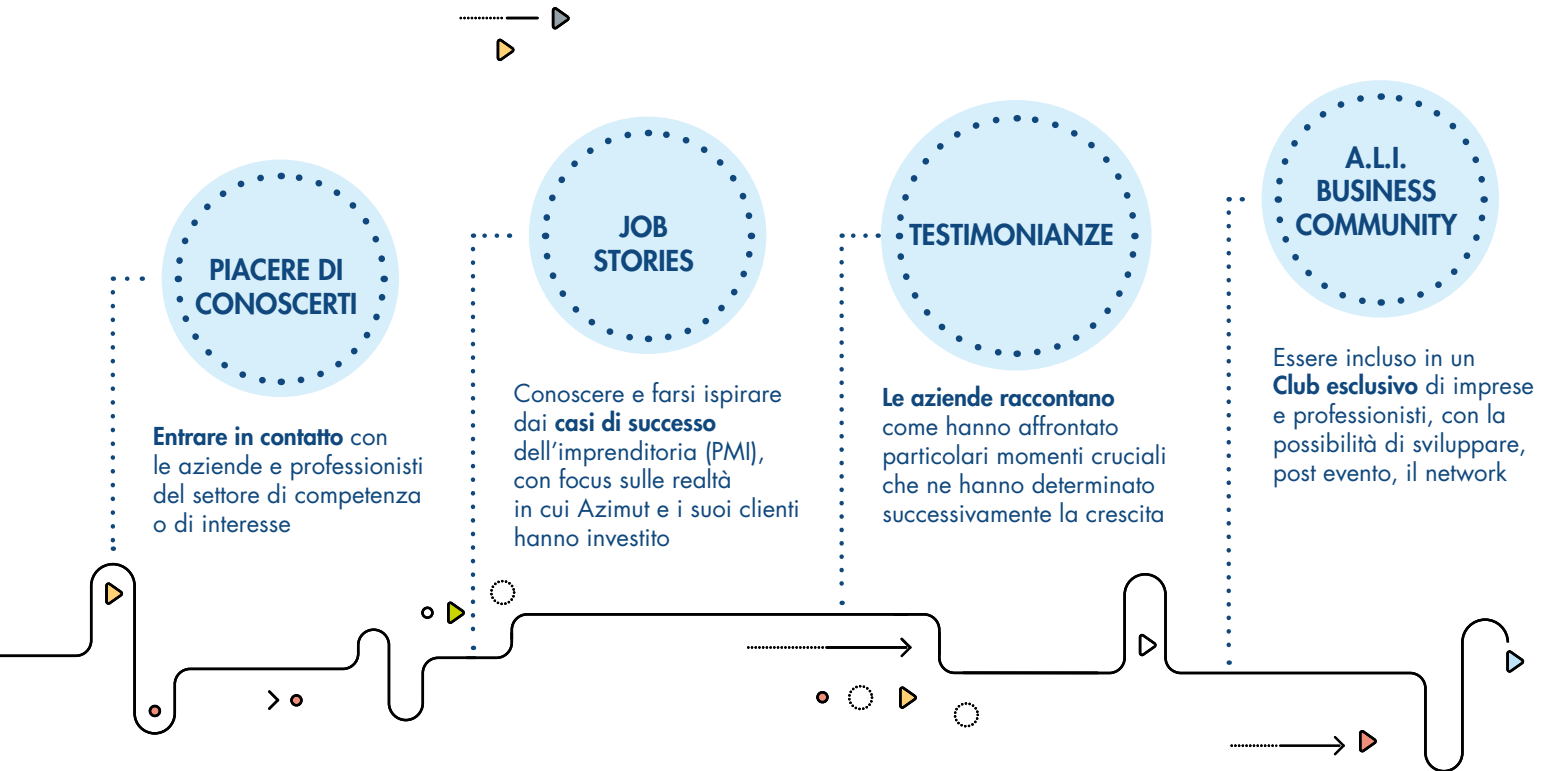 PIACERE DI
CONOSCERTI
Entrare in contatto con
le aziende e professionisti
del settore di competenza
o di interesse
JOB
STORIES
Conoscere e farsi ispirare
dai casi di successo
dell'imprenditoria (PMI),
con focus sulle realtà
in cui Azimut e i suoi clienti
hanno investito
TESTIMONIANZE
Le aziende raccontano
come hanno affrontato
particolari momenti cruciali
che ne hanno determinato
successivamente la crescita
A.L.I.
BUSINESS
COMMUNITY
Essere incluso in un
Club esclusivo di imprese
e professionisti, con la
possibilità di sviluppare,
post evento, il network